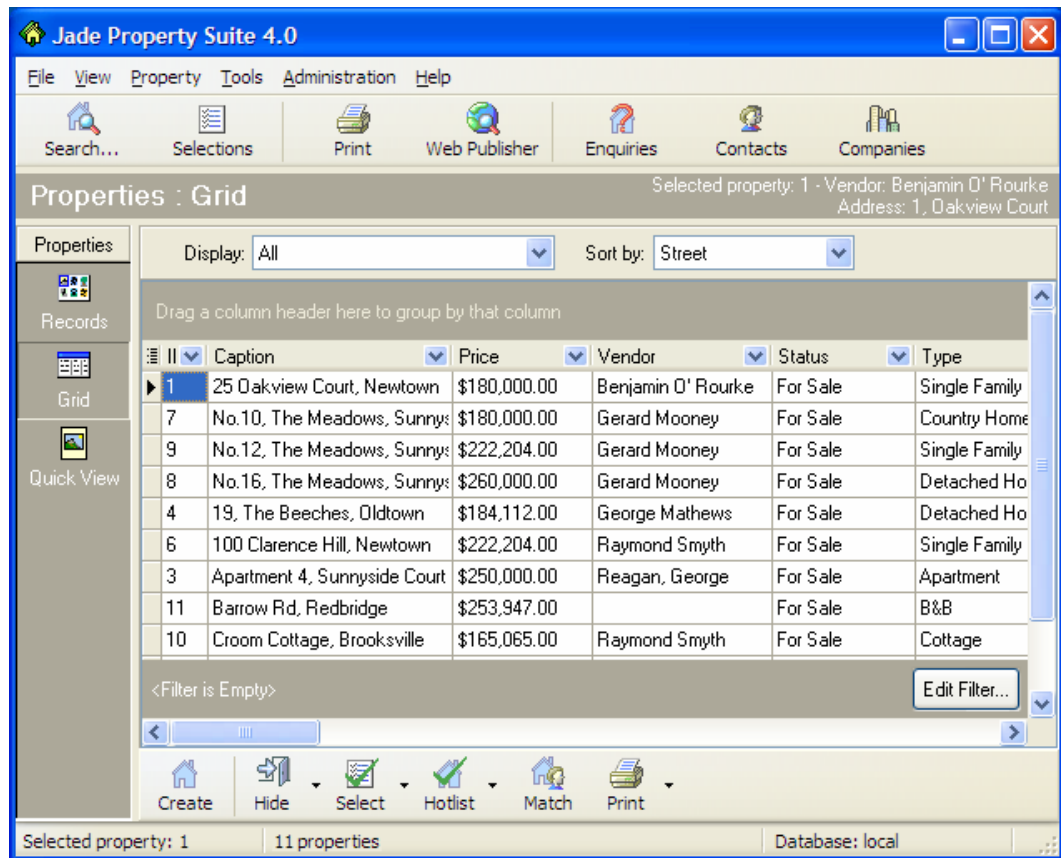 Jade Property Suite 4.0
File View Property Tools Administration Help
Search... Selections Print Web Publisher Enquiries Contacts Companies
Properties : Grid
Selected property: 1 - Vendor: Benjamin O' Rourke
Address: 1, Oakview Court
Properties
Records
Grid
Quick View
Display: All Sort by: Street
Drag a column header here to group by that column
II Caption Price Vendor Status Type
1 25 Oakview Court, Newtown $180,000.00 Benjamin O' Rourke For Sale Single Family
7 No.10, The Meadows, Sunnys $180,000.00 Gerard Mooney For Sale Country Home
9 No.12, The Meadows, Sunnys $222,204.00 Gerard Mooney For Sale Single Family
8 No.16, The Meadows, Sunnys $260,000.00 Gerard Mooney For Sale Detached Ho
4 19, The Beeches, Oldtown $184,112.00 George Mathews For Sale Detached Ho
6 100 Clarence Hill, Newtown $222,204.00 Raymond Smyth For Sale Single Family
3 Apartment 4, Sunnyside Court $250,000.00 Reagan, George For Sale Apartment
11 Barrow Rd, Redbridge $253,947.00 For Sale B&B
10 Croom Cottage, Brooksville $165,065.00 Raymond Smyth For Sale Cottage
<Filter is Empty> Edit Filter...
Create Hide Select Hotlist Match Print
Selected property: 1 11 properties Database: local